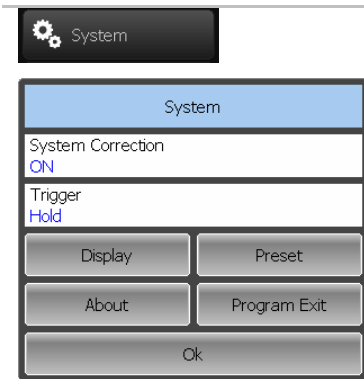 System
System
System Correction
ON
Trigger
Hold
Display Preset
About Program Exit
Ok